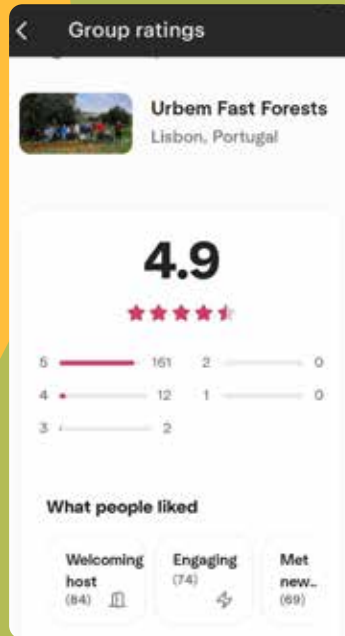 Group ratings
Urbem Fast Forests
Lisbon, Portugal
4.9
5 161 2 0
4 12 1 0
3 2
What people liked
Welcoming host (84)
Engaging (74)
Met new.. (69)